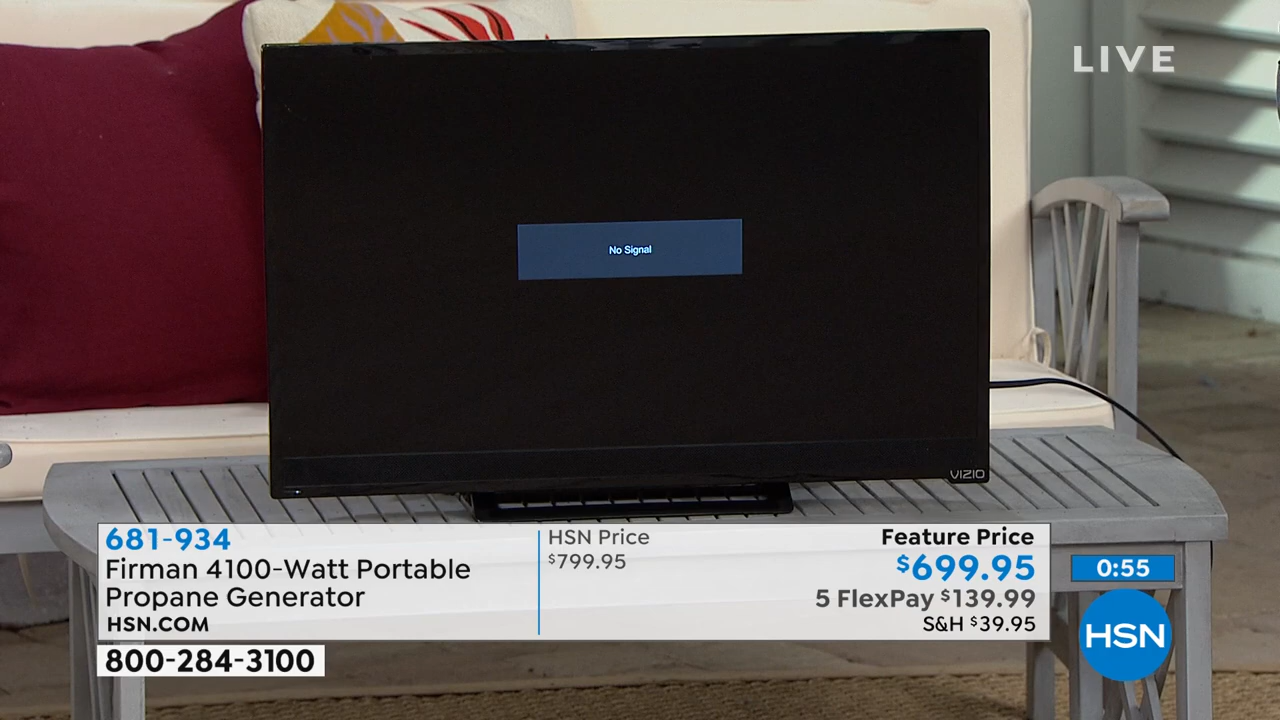 LIVE
No Signal
VIZIO
681-934
Firman 4100-Watt Portable
Propane Generator
HSN.COM
800-284-3100
HSN Price
$799.95
Feature Price
$699.95
5 FlexPay $139.99
S&H $39.95
0:55
HSN